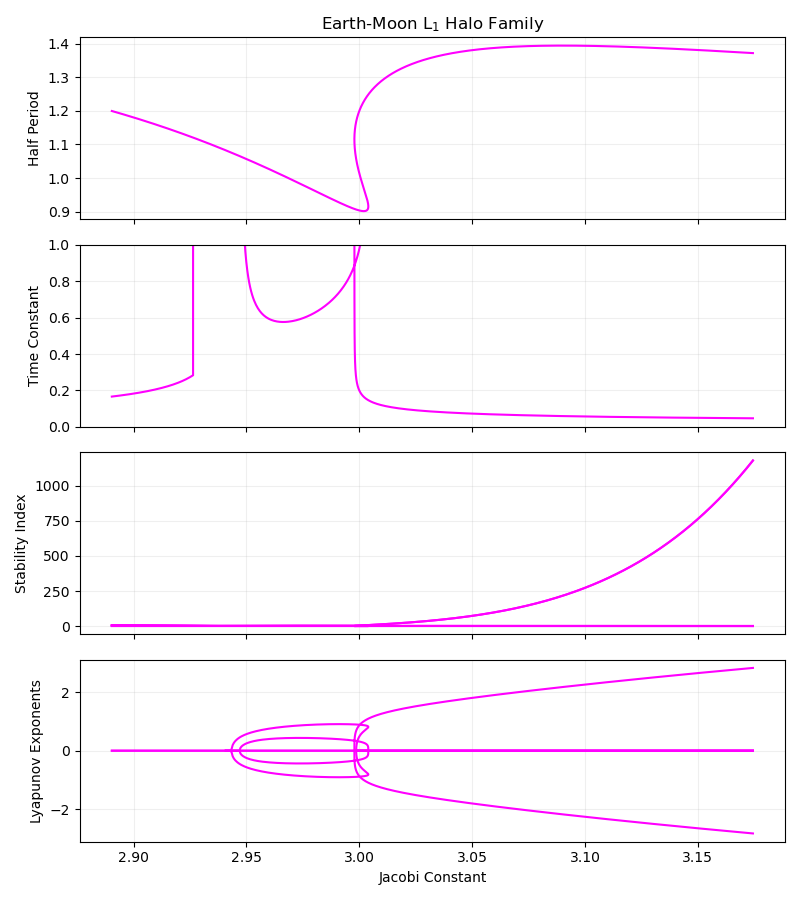 Earth-Moon L₁ Halo Family
1.4
1.3
1.2
1.1
1.0
0.9
Half Period
1.0
0.8
0.6
0.4
0.2
0.0
Time Constant
1000
750
500
250
0
Stability Index
2
0
−2
Lyapunov Exponents
2.90 2.95 3.00 3.05 3.10 3.15
Jacobi Constant